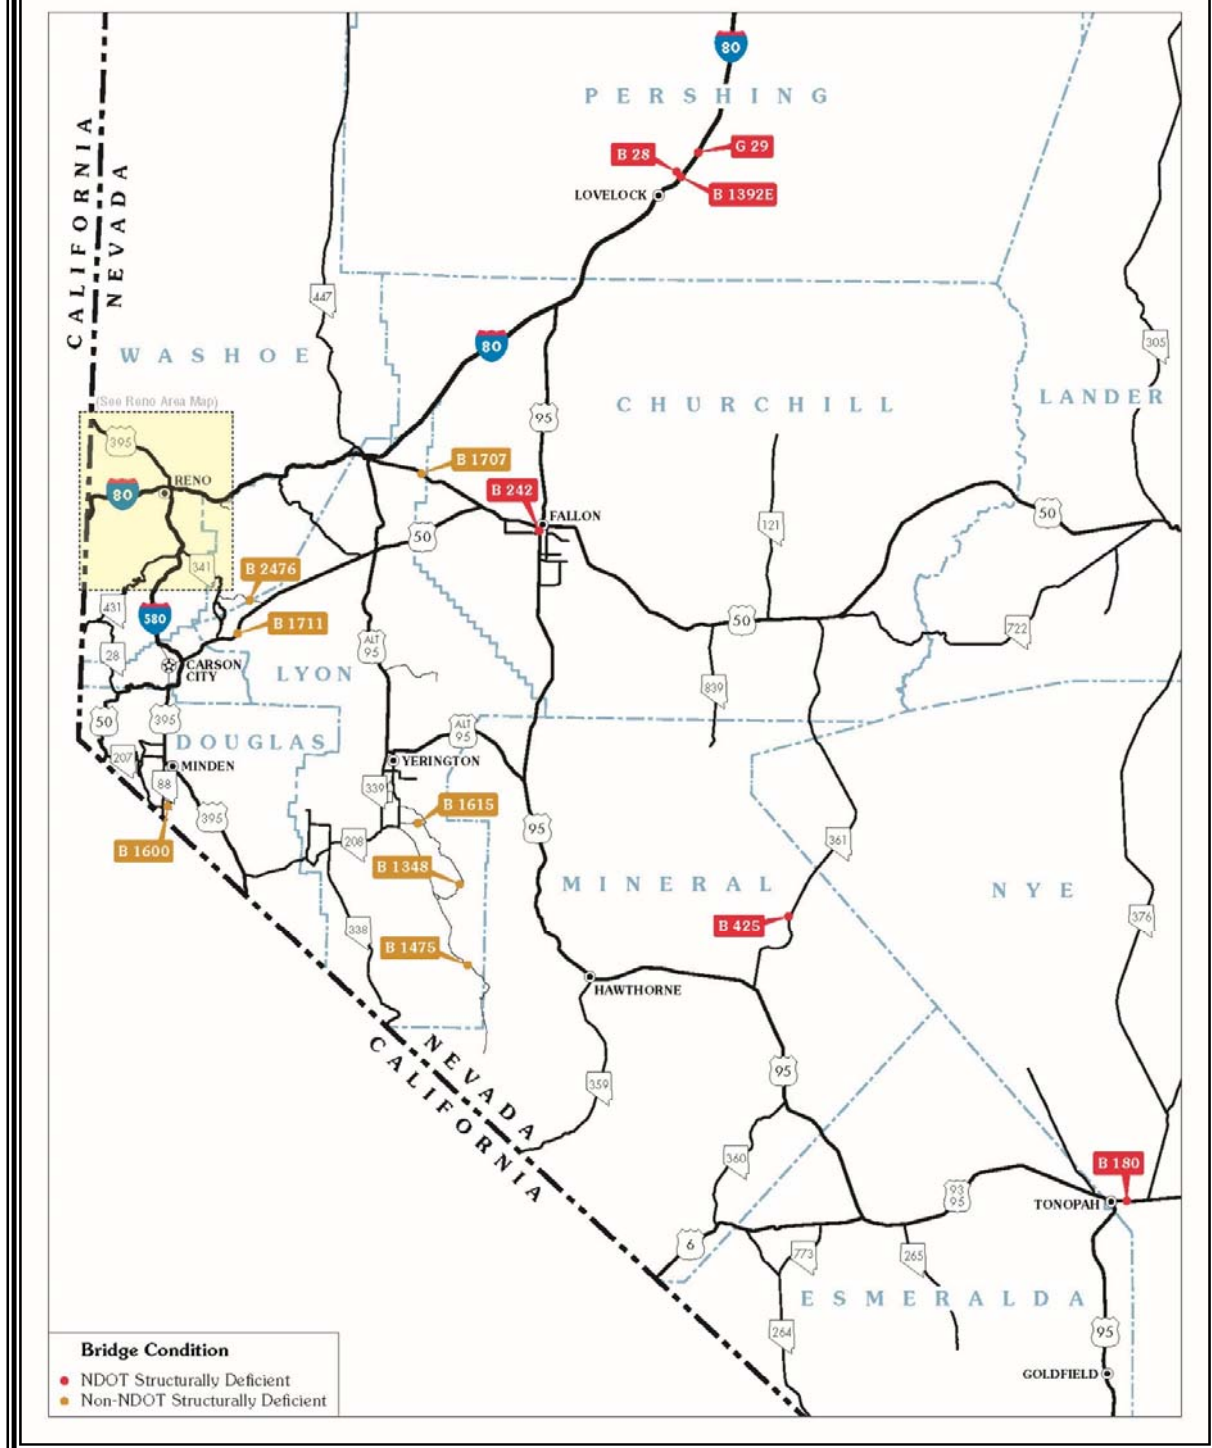 80
PERSHING
G 29
B 28
B 1392E
LOVELOCK
CALIFORNIA
NEVADA
447
80
305
WASHOE
LANDER
CHURCHILL
(See Reno Area Map)
95
395
B 1707
RENO
80
B 242
FALLON
50
121
50
341
B 2476
431
580
B 1711
50
722
28
CARSON
CITY
ALT
95
LYON
839
50
395
ALT
95
DOUGLAS
207
MINDEN
YERINGTON
88
339
B 1615
395
95
208
361
B 1600
B 1348
MINERAL
NYE
376
B 425
338
B 1475
HAWTHORNE
NEVADA
CALIFORNIA
95
359
360
B 180
93
95
TONOPAH
6
773
265
ESMERALDA
264
95
GOLDFIELD
Bridge Condition
NDOT Structurally Deficient
Non-NDOT Structurally Deficient